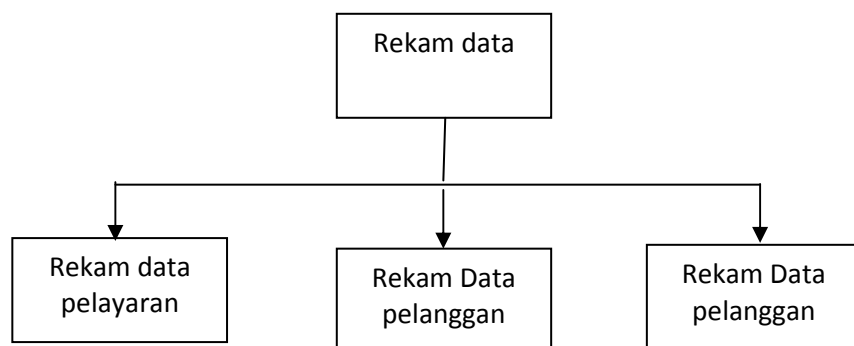 Rekam data
Rekam data
pelayaran
Rekam Data
pelanggan
Rekam Data
pelanggan